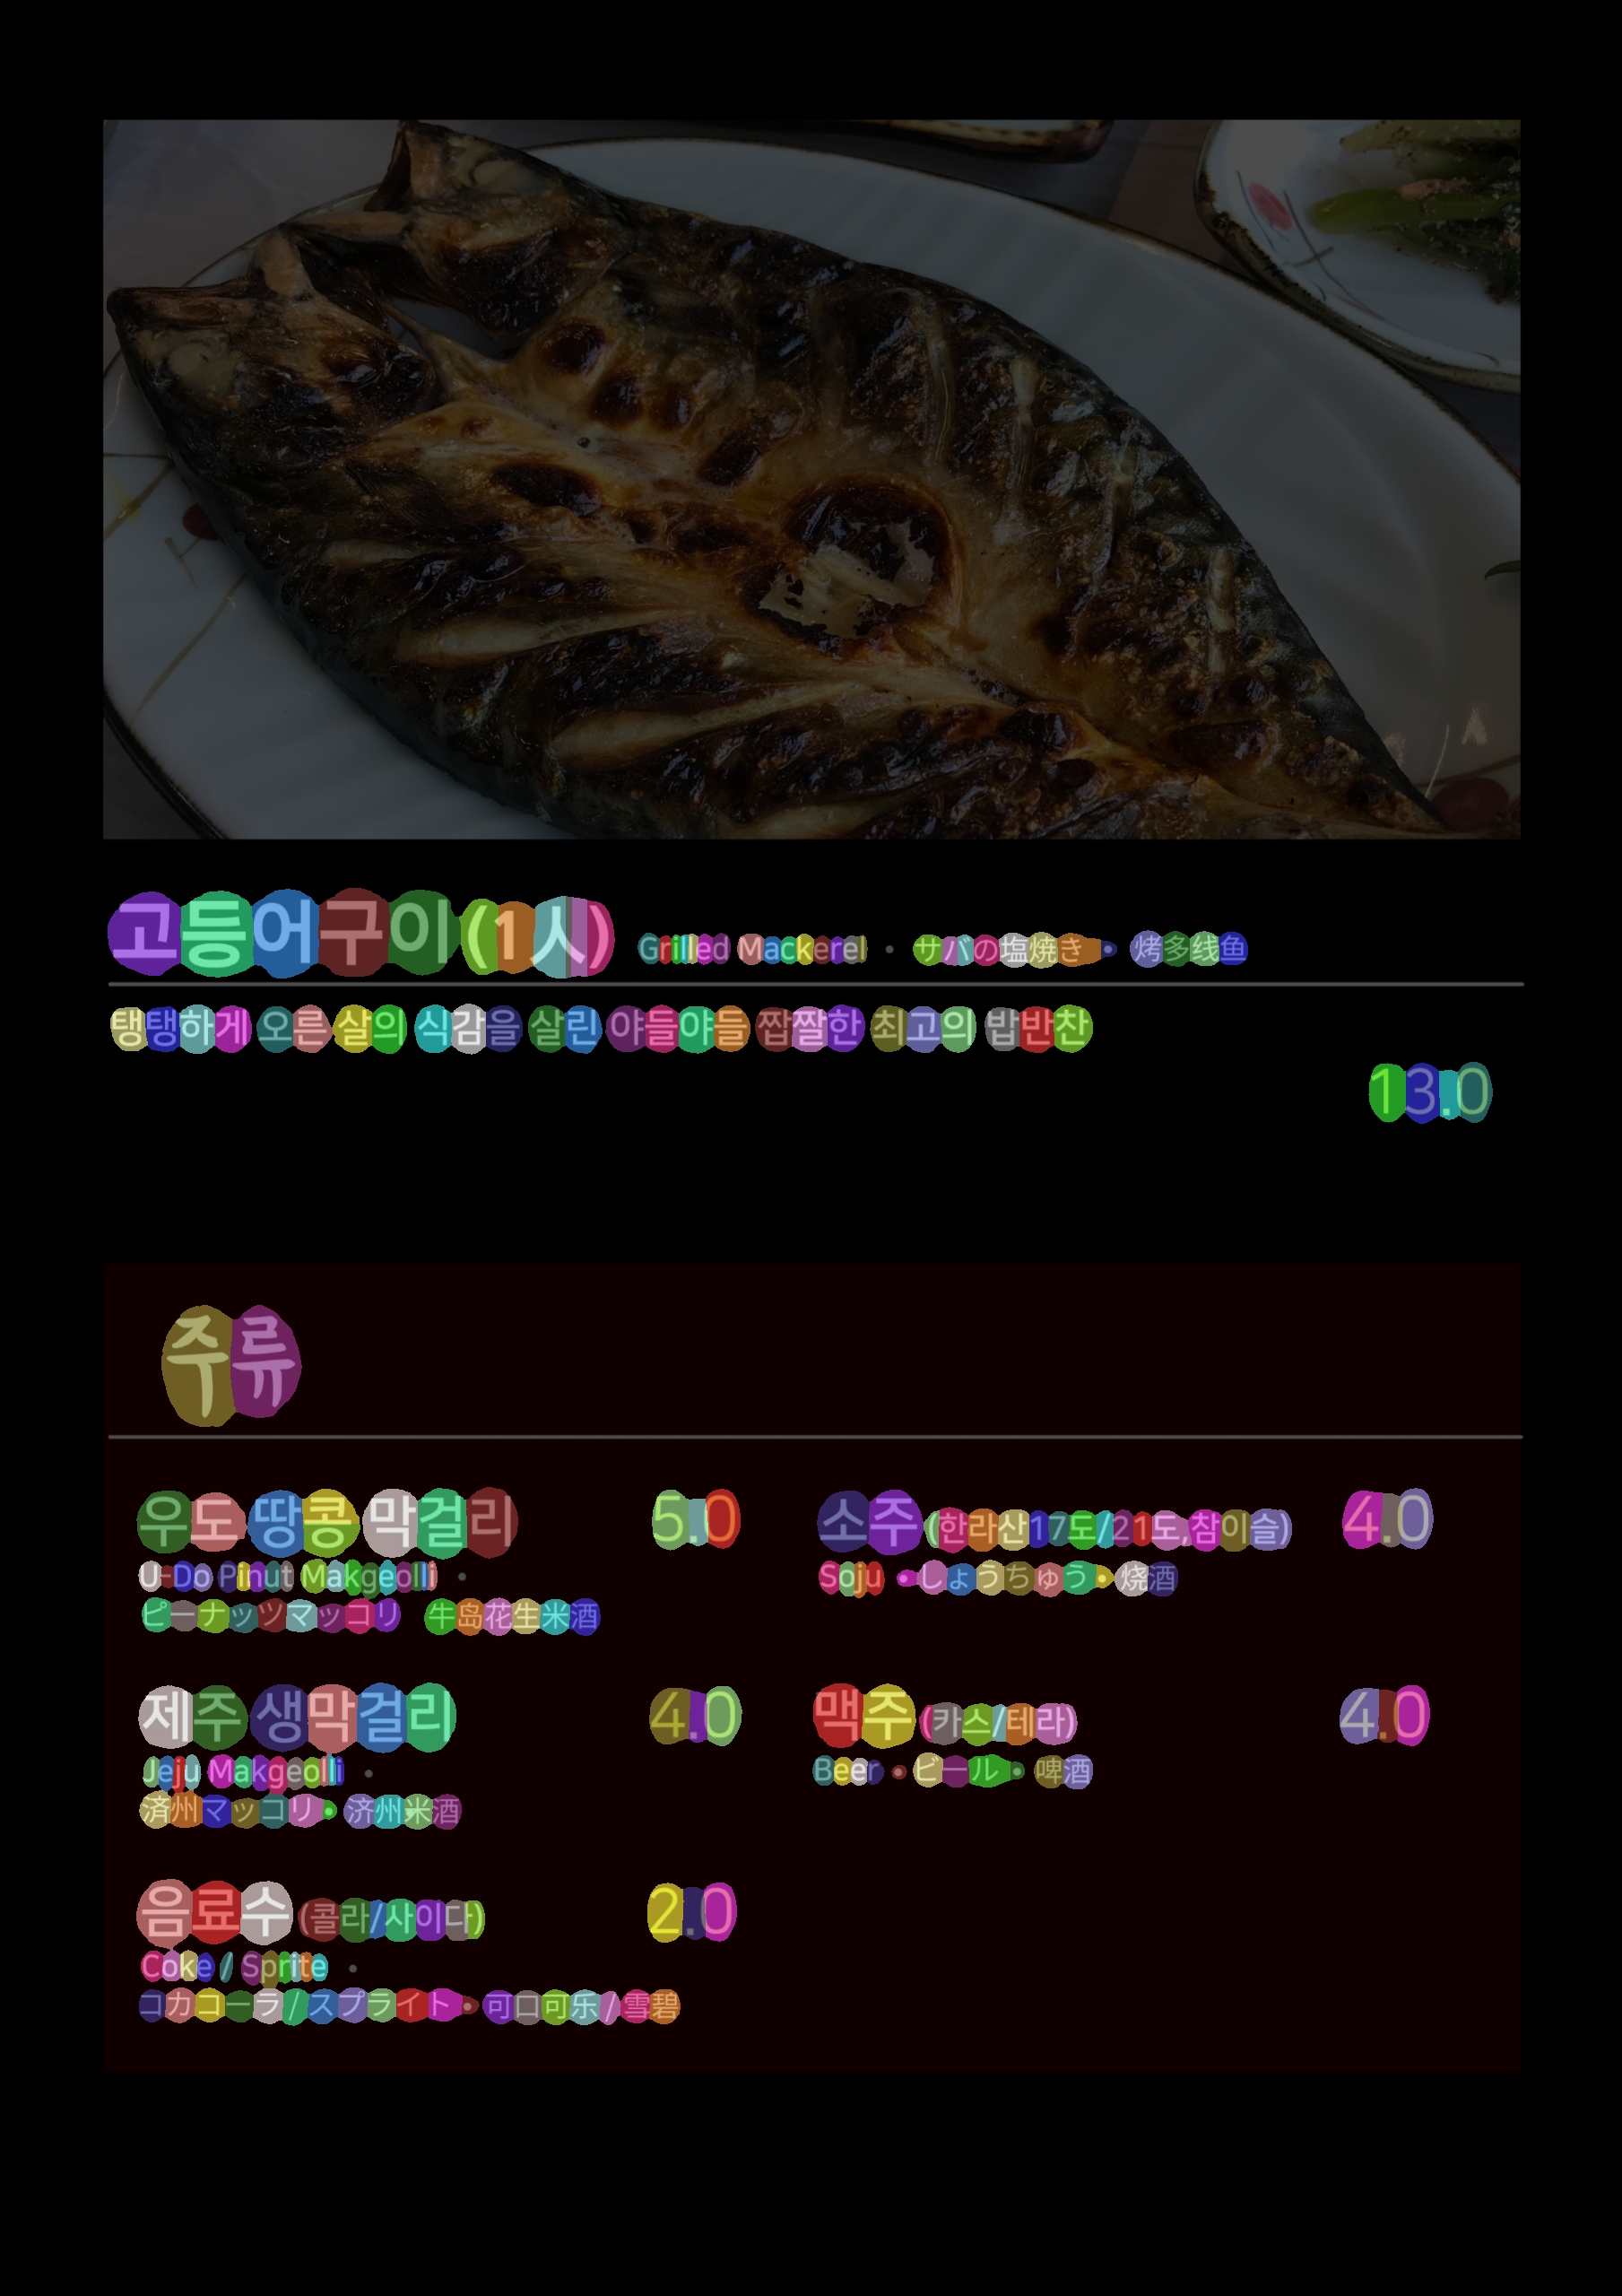 고등어구이(1人) Grilled Mackerel • サバの塩焼き • 烤多线鱼
탱탱하게 오른 살의 식감을 살린 야들야들 짭짤한 최고의 밥반찬
13.0
주류
우도 땅콩 막걸리 5.0
U-Do Pinut Makgeolli •
ピーナッツマッコリ 牛岛花生米酒
소주(한라산17도/21도,참이슬) 4.0
Soju •しょうちゅう• 烧酒
제주 생막걸리 4.0
Jeju Makgeolli •
済州マッコリ• 济州米酒
맥주 (카스/테라) 4.0
Beer • ビール • 啤酒
음료수 (콜라/사이다) 2.0
Coke / Sprite •
コカコーラ/スプライト• 可口可乐/雪碧